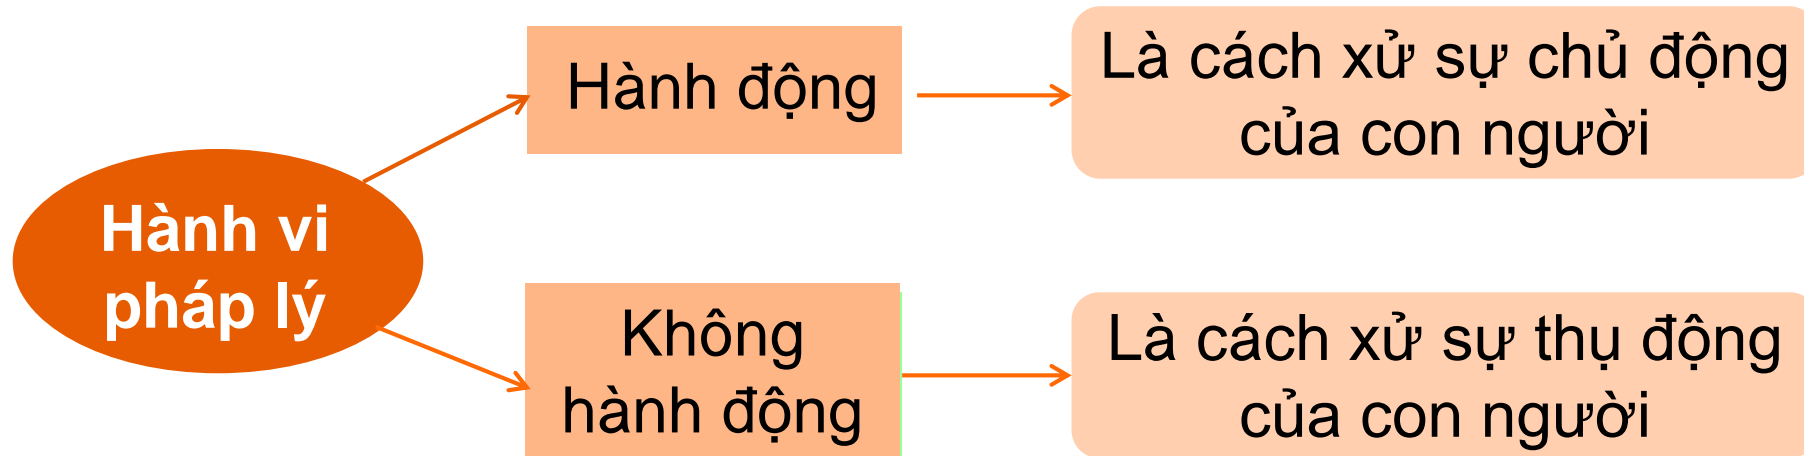 Hành vi
pháp lý
Hành động
Là cách xử sự chủ động
của con người
Không
hành động
Là cách xử sự thụ động
của con người